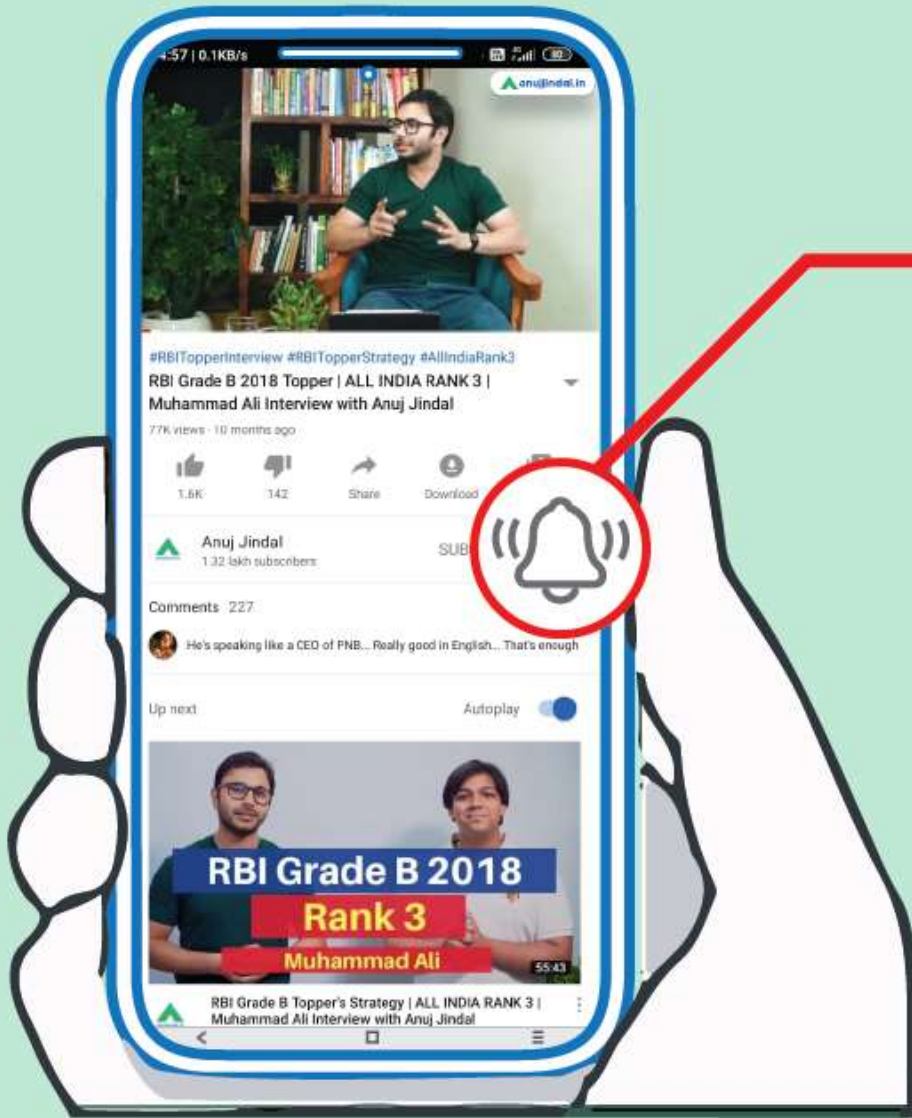 4:57 | 0.1KB/s
4G
80
anujjindal.in
#RBITopperInterview #RBITopperStrategy #AllIndiaRank3
RBI Grade B 2018 Topper | ALL INDIA RANK 3 |
Muhammad Ali Interview with Anuj Jindal
77K views · 10 months ago
1.6K 142 Share Download
Anuj Jindal SUB
1.32 lakh subscribers
Comments 227
He's speaking like a CEO of PNB... Really good in English... That's enough
Up next Autoplay
RBI Grade B 2018
Rank 3
Muhammad Ali
55:43
RBI Grade B Topper's Strategy | ALL INDIA RANK 3 |
Muhammad Ali Interview with Anuj Jindal